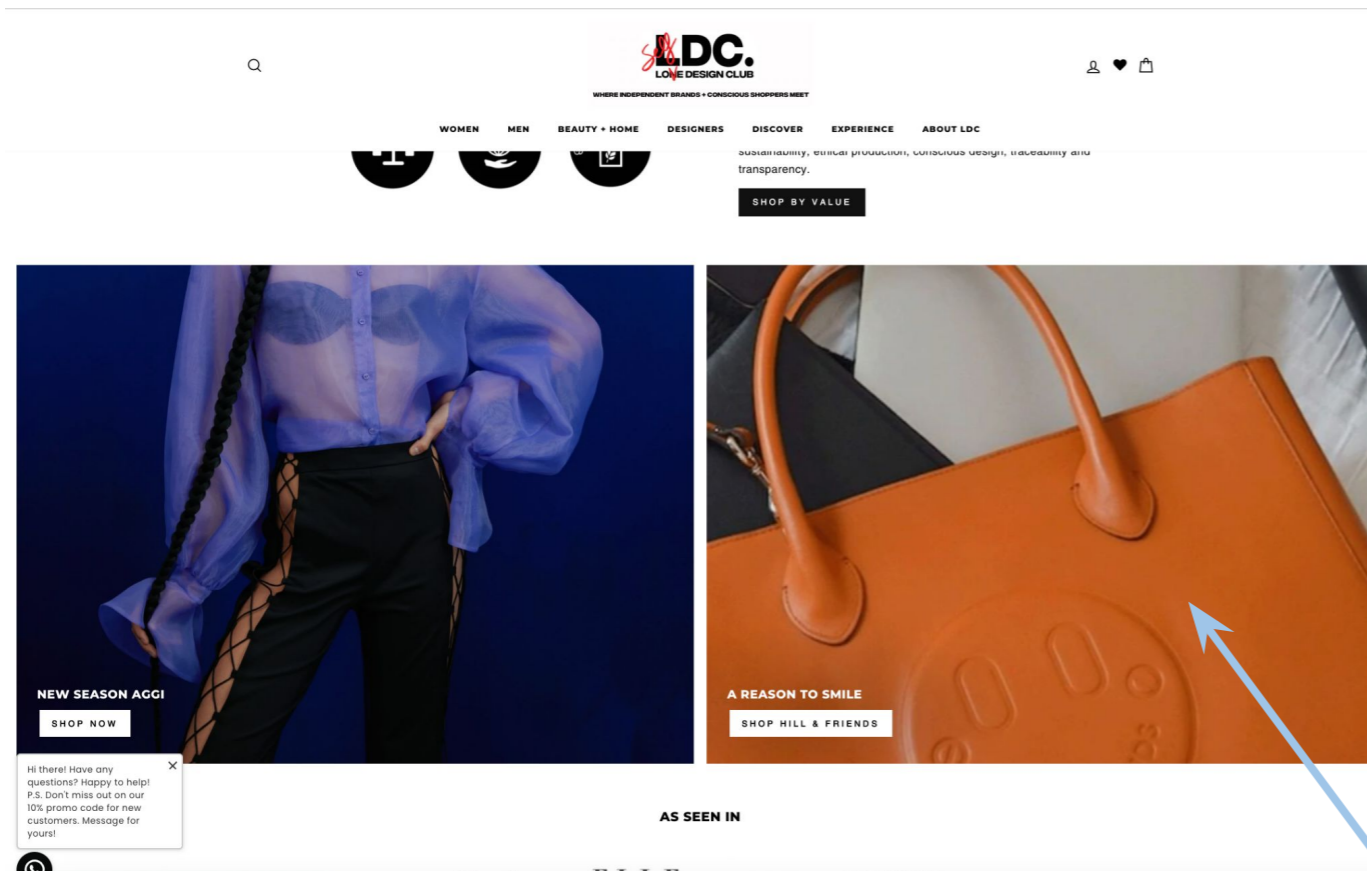 Self
LDC.
LONE DESIGN CLUB
WHERE INDEPENDENT BRANDS + CONSCIOUS SHOPPERS MEET
WOMEN MEN BEAUTY + HOME DESIGNERS DISCOVER EXPERIENCE ABOUT LDC
sustainability, ethical production, conscious design, traceability and
transparency.
SHOP BY VALUE
NEW SEASON AGGI
SHOP NOW
A REASON TO SMILE
SHOP HILL & FRIENDS
Hi there! Have any
questions? Happy to help!
P.S. Don't miss out on our
10% promo code for new
customers. Message for
yours!
AS SEEN IN
ELLE